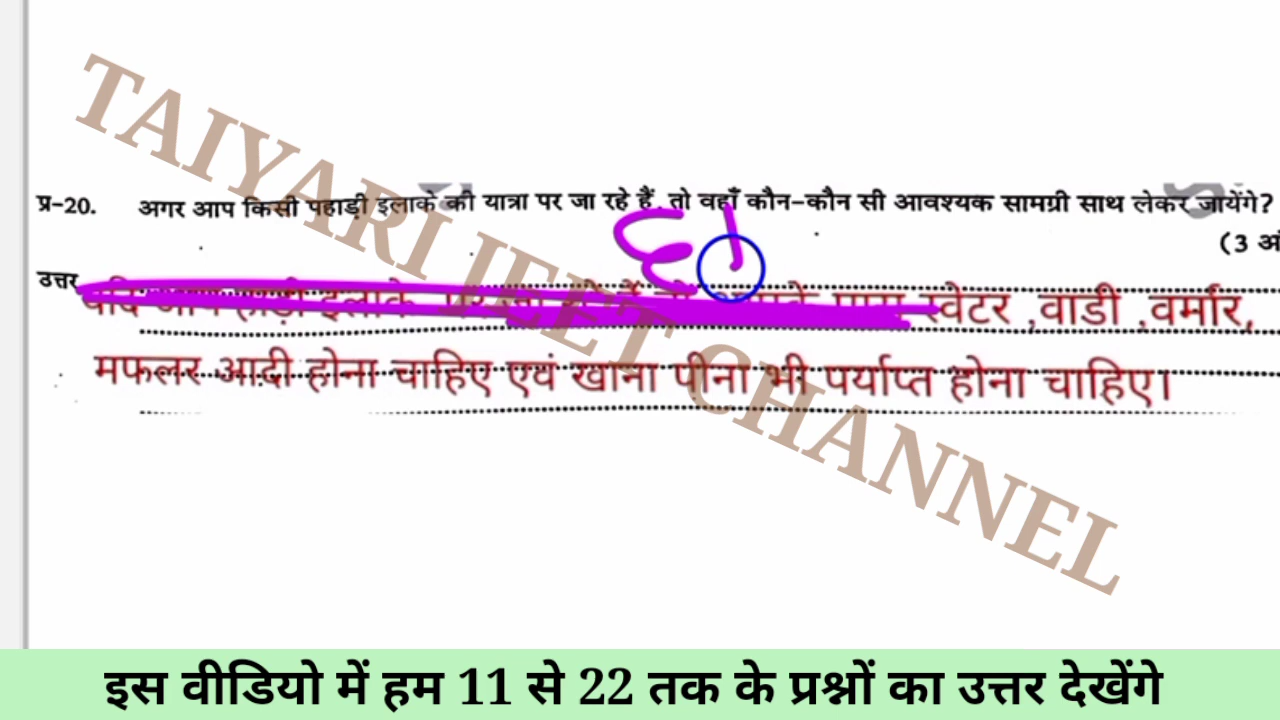 प्र-20. अगर आप किसी पहाड़ी इलाके की यात्रा पर जा रहे हैं, तो वहाँ कौन-कौन सी आवश्यक सामग्री साथ लेकर जायेंगे?
(3 अं
उत्तर
स्वेटर ,वाडी ,वर्मार,
मफलर आदी होना चाहिए एवं खाना पीना भी पर्याप्त होना चाहिए।
TAIYARI JEET CHANNEL
इस वीडियो में हम 11 से 22 तक के प्रश्नों का उत्तर देखेंगे